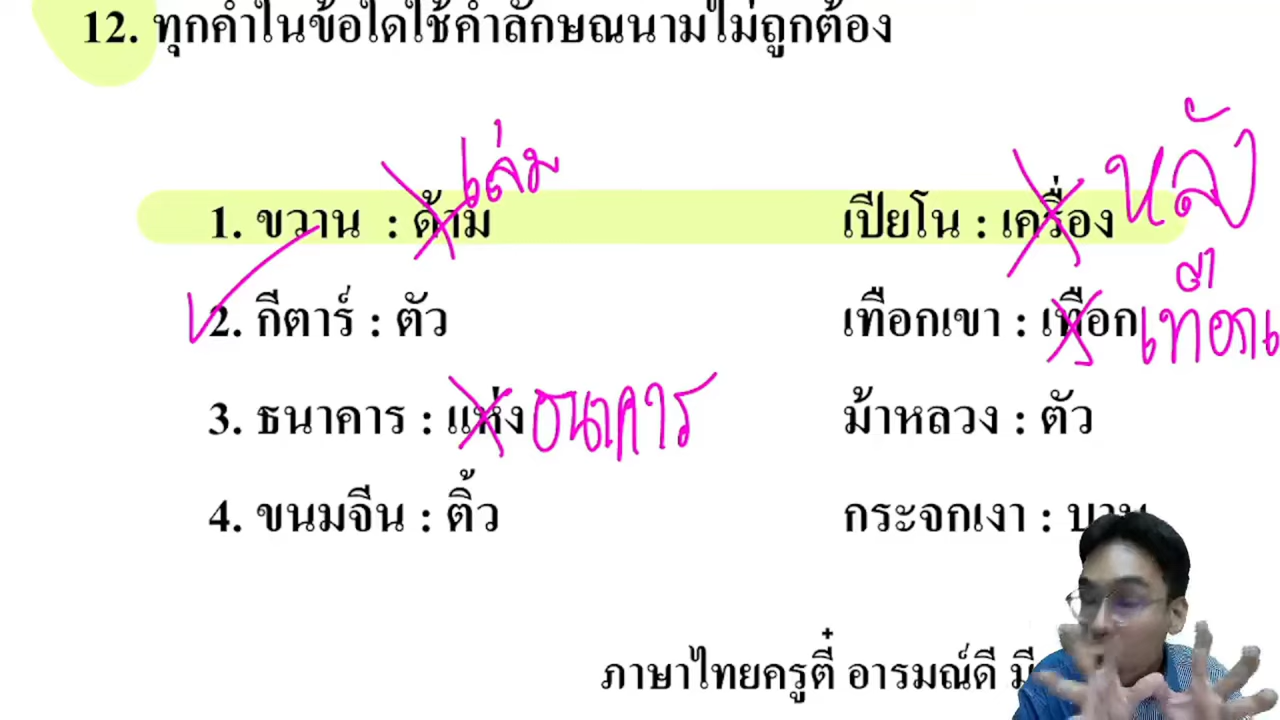 12. ทุกคำในข้อใดใช้คำลักษณนามไม่ถูกต้อง
เล่ม
หลัง
1. ขวาน : ด้าม เปียโน : เครื่อง
2. กีตาร์ : ตัว เทือกเขา : เทือก
3. ธนาคาร : แห่ง ธนาคาร ม้าหลวง : ตัว
4. ขนมจีน : ติ้ว กระจกเงา : บาน
ภาษาไทยครูตี๋ อารมณ์ดี มี